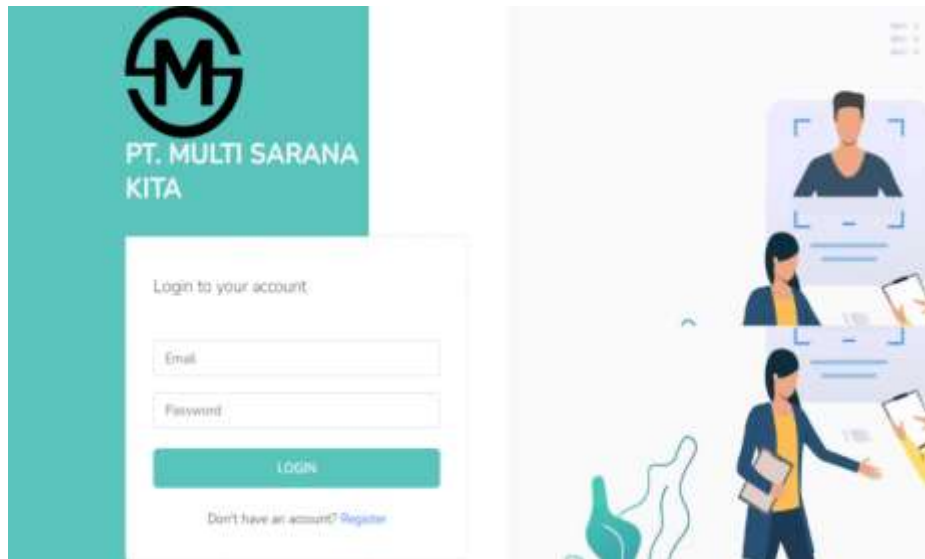 PT. MULTI SARANA
KITA
Login to your account
Email
Password
LOGIN
Don't have an account? Register